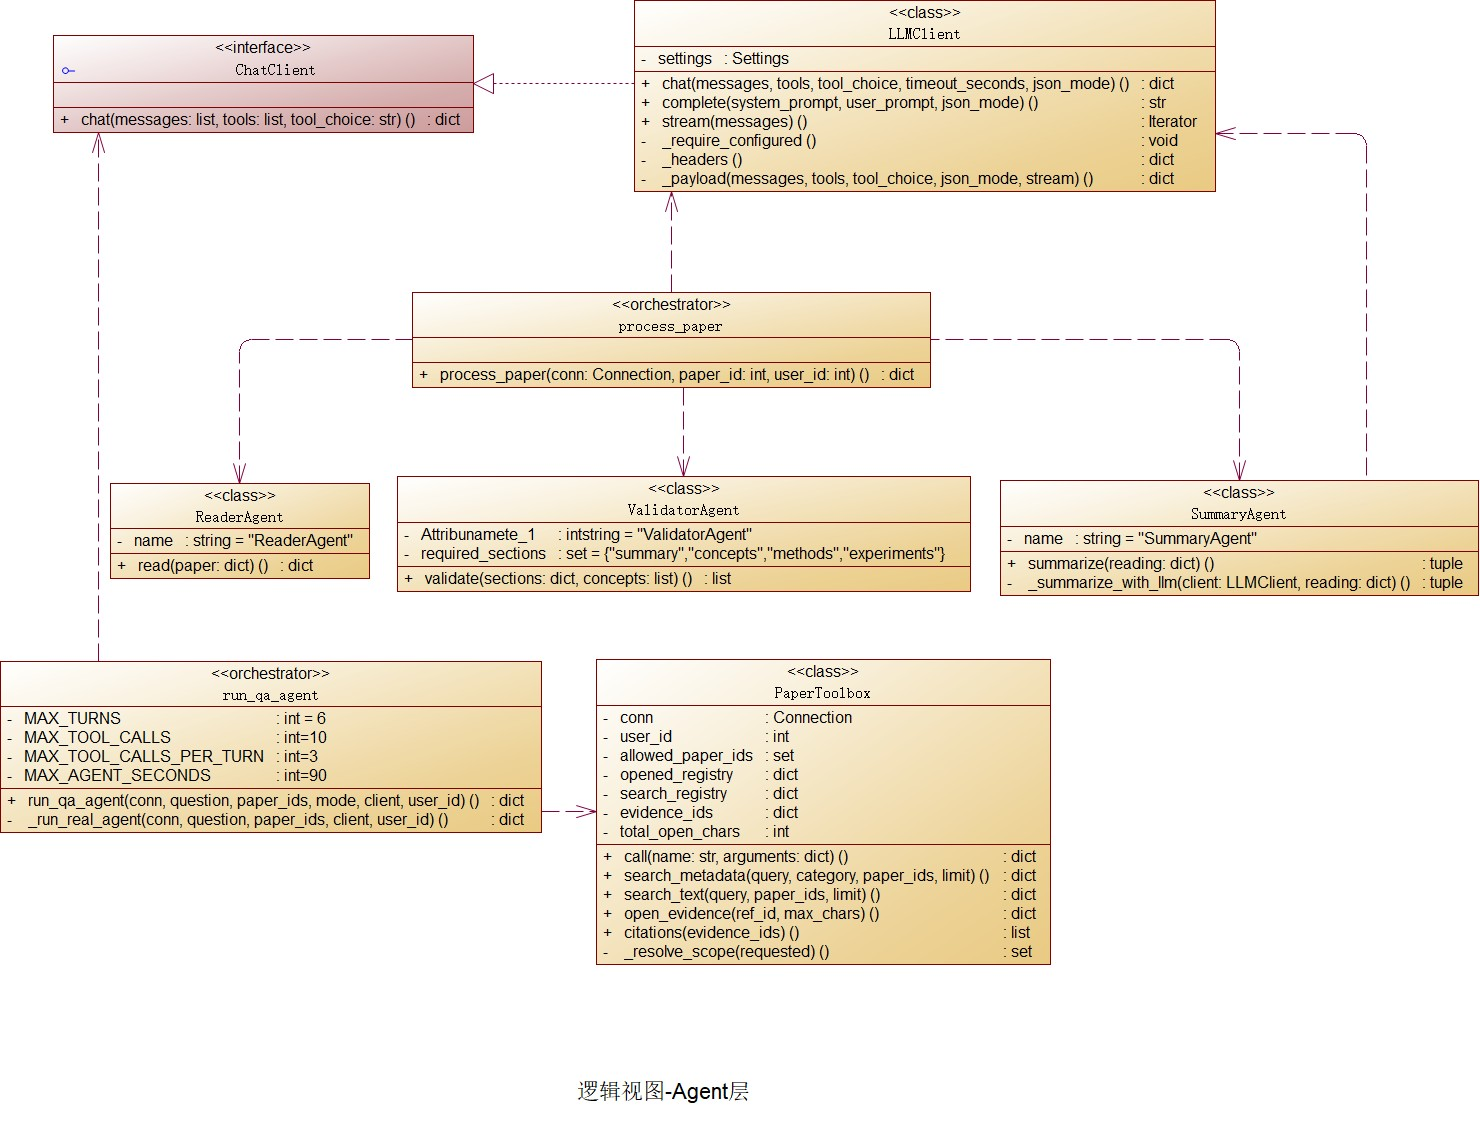 <<interface>>
ChatClient
+ chat(messages: list, tools: list, tool_choice: str) () : dict
<<class>>
LLMClient
- settings : Settings
+ chat(messages, tools, tool_choice, timeout_seconds, json_mode) () : dict
+ complete(system_prompt, user_prompt, json_mode) () : str
+ stream(messages) () : Iterator
- _require_configured () : void
- _headers () : dict
- _payload(messages, tools, tool_choice, json_mode, stream) () : dict
<<orchestrator>>
process_paper
+ process_paper(conn: Connection, paper_id: int, user_id: int) () : dict
<<class>>
ReaderAgent
- name : string = "ReaderAgent"
+ read(paper: dict) () : dict
<<class>>
ValidatorAgent
- Attribunamete_1 : intstring = "ValidatorAgent"
- required_sections : set = {"summary","concepts","methods","experiments"}
+ validate(sections: dict, concepts: list) () : list
<<class>>
SummaryAgent
- name : string = "SummaryAgent"
+ summarize(reading: dict) () : tuple
- _summarize_with_llm(client: LLMClient, reading: dict) () : tuple
<<orchestrator>>
run_qa_agent
- MAX_TURNS : int = 6
- MAX_TOOL_CALLS : int=10
- MAX_TOOL_CALLS_PER_TURN : int=3
- MAX_AGENT_SECONDS : int=90
+ run_qa_agent(conn, question, paper_ids, mode, client, user_id) () : dict
- _run_real_agent(conn, question, paper_ids, client, user_id) () : dict
<<class>>
PaperToolbox
- conn : Connection
- user_id : int
- allowed_paper_ids : set
- opened_registry : dict
- search_registry : dict
- evidence_ids : dict
- total_open_chars : int
+ call(name: str, arguments: dict) () : dict
+ search_metadata(query, category, paper_ids, limit) () : dict
+ search_text(query, paper_ids, limit) () : dict
+ open_evidence(ref_id, max_chars) () : dict
+ citations(evidence_ids) () : list
- _resolve_scope(requested) () : set
逻辑视图-Agent层